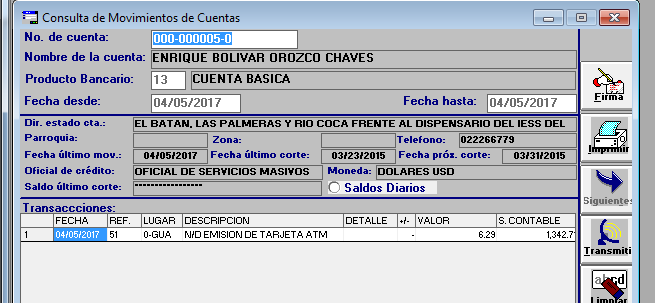 Consulta de Movimientos de Cuentas
No. de cuenta: 000-000005-0
Nombre de la cuenta: ENRIQUE BOLIVAR OROZCO CHAVES
Producto Bancario: 13 CUENTA BASICA
Fecha desde: 04/05/2017 Fecha hasta: 04/05/2017
Firma
Dir. estado cta.: EL BATAN, LAS PALMERAS Y RIO COCA FRENTE AL DISPENSARIO DEL IESS DEL
Parroquia: Zona: Telefono: 022266779
Imprimir
Fecha último mov.: 04/05/2017 Fecha último corte: 03/23/2015 Fecha próx. corte: 03/31/2015
Oficial de crédito: OFICIAL DE SERVICIOS MASIVOS Moneda: DOLARES USD
Saldo último corte: **************** Saldos Diarios
Siguientes
Transaccciones:
FECHA REF. LUGAR DESCRIPCION DETALLE +/- VALOR S. CONTABLE
1 04/05/2017 51 0-GUA N/D EMISION DE TARJETA ATM - 6.29 1,342.7
Transmiti
abcd
Limpiar